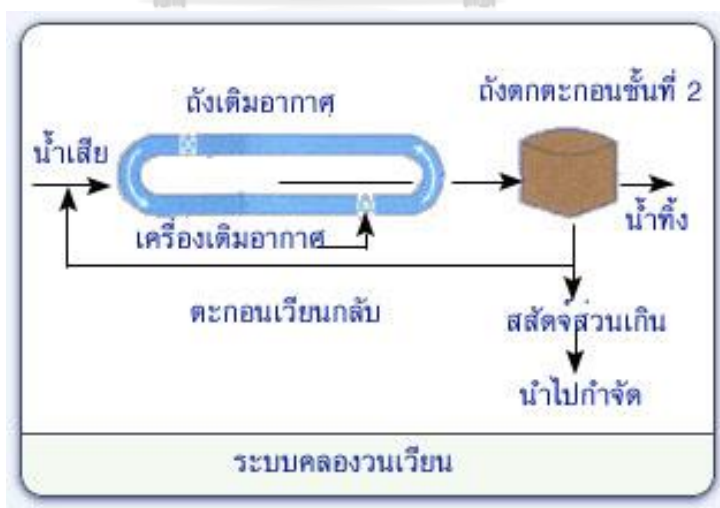 ถังเติมอากาศ
ถังตกตะกอนชั้นที่ 2
น้ำเสีย
น้ำทิ้ง
เครื่องเติมอากาศ
ตะกอนเวียนกลับ
สลัดจ์ส่วนเกิน
นำไปกำจัด
ระบบคลองวนเวียน